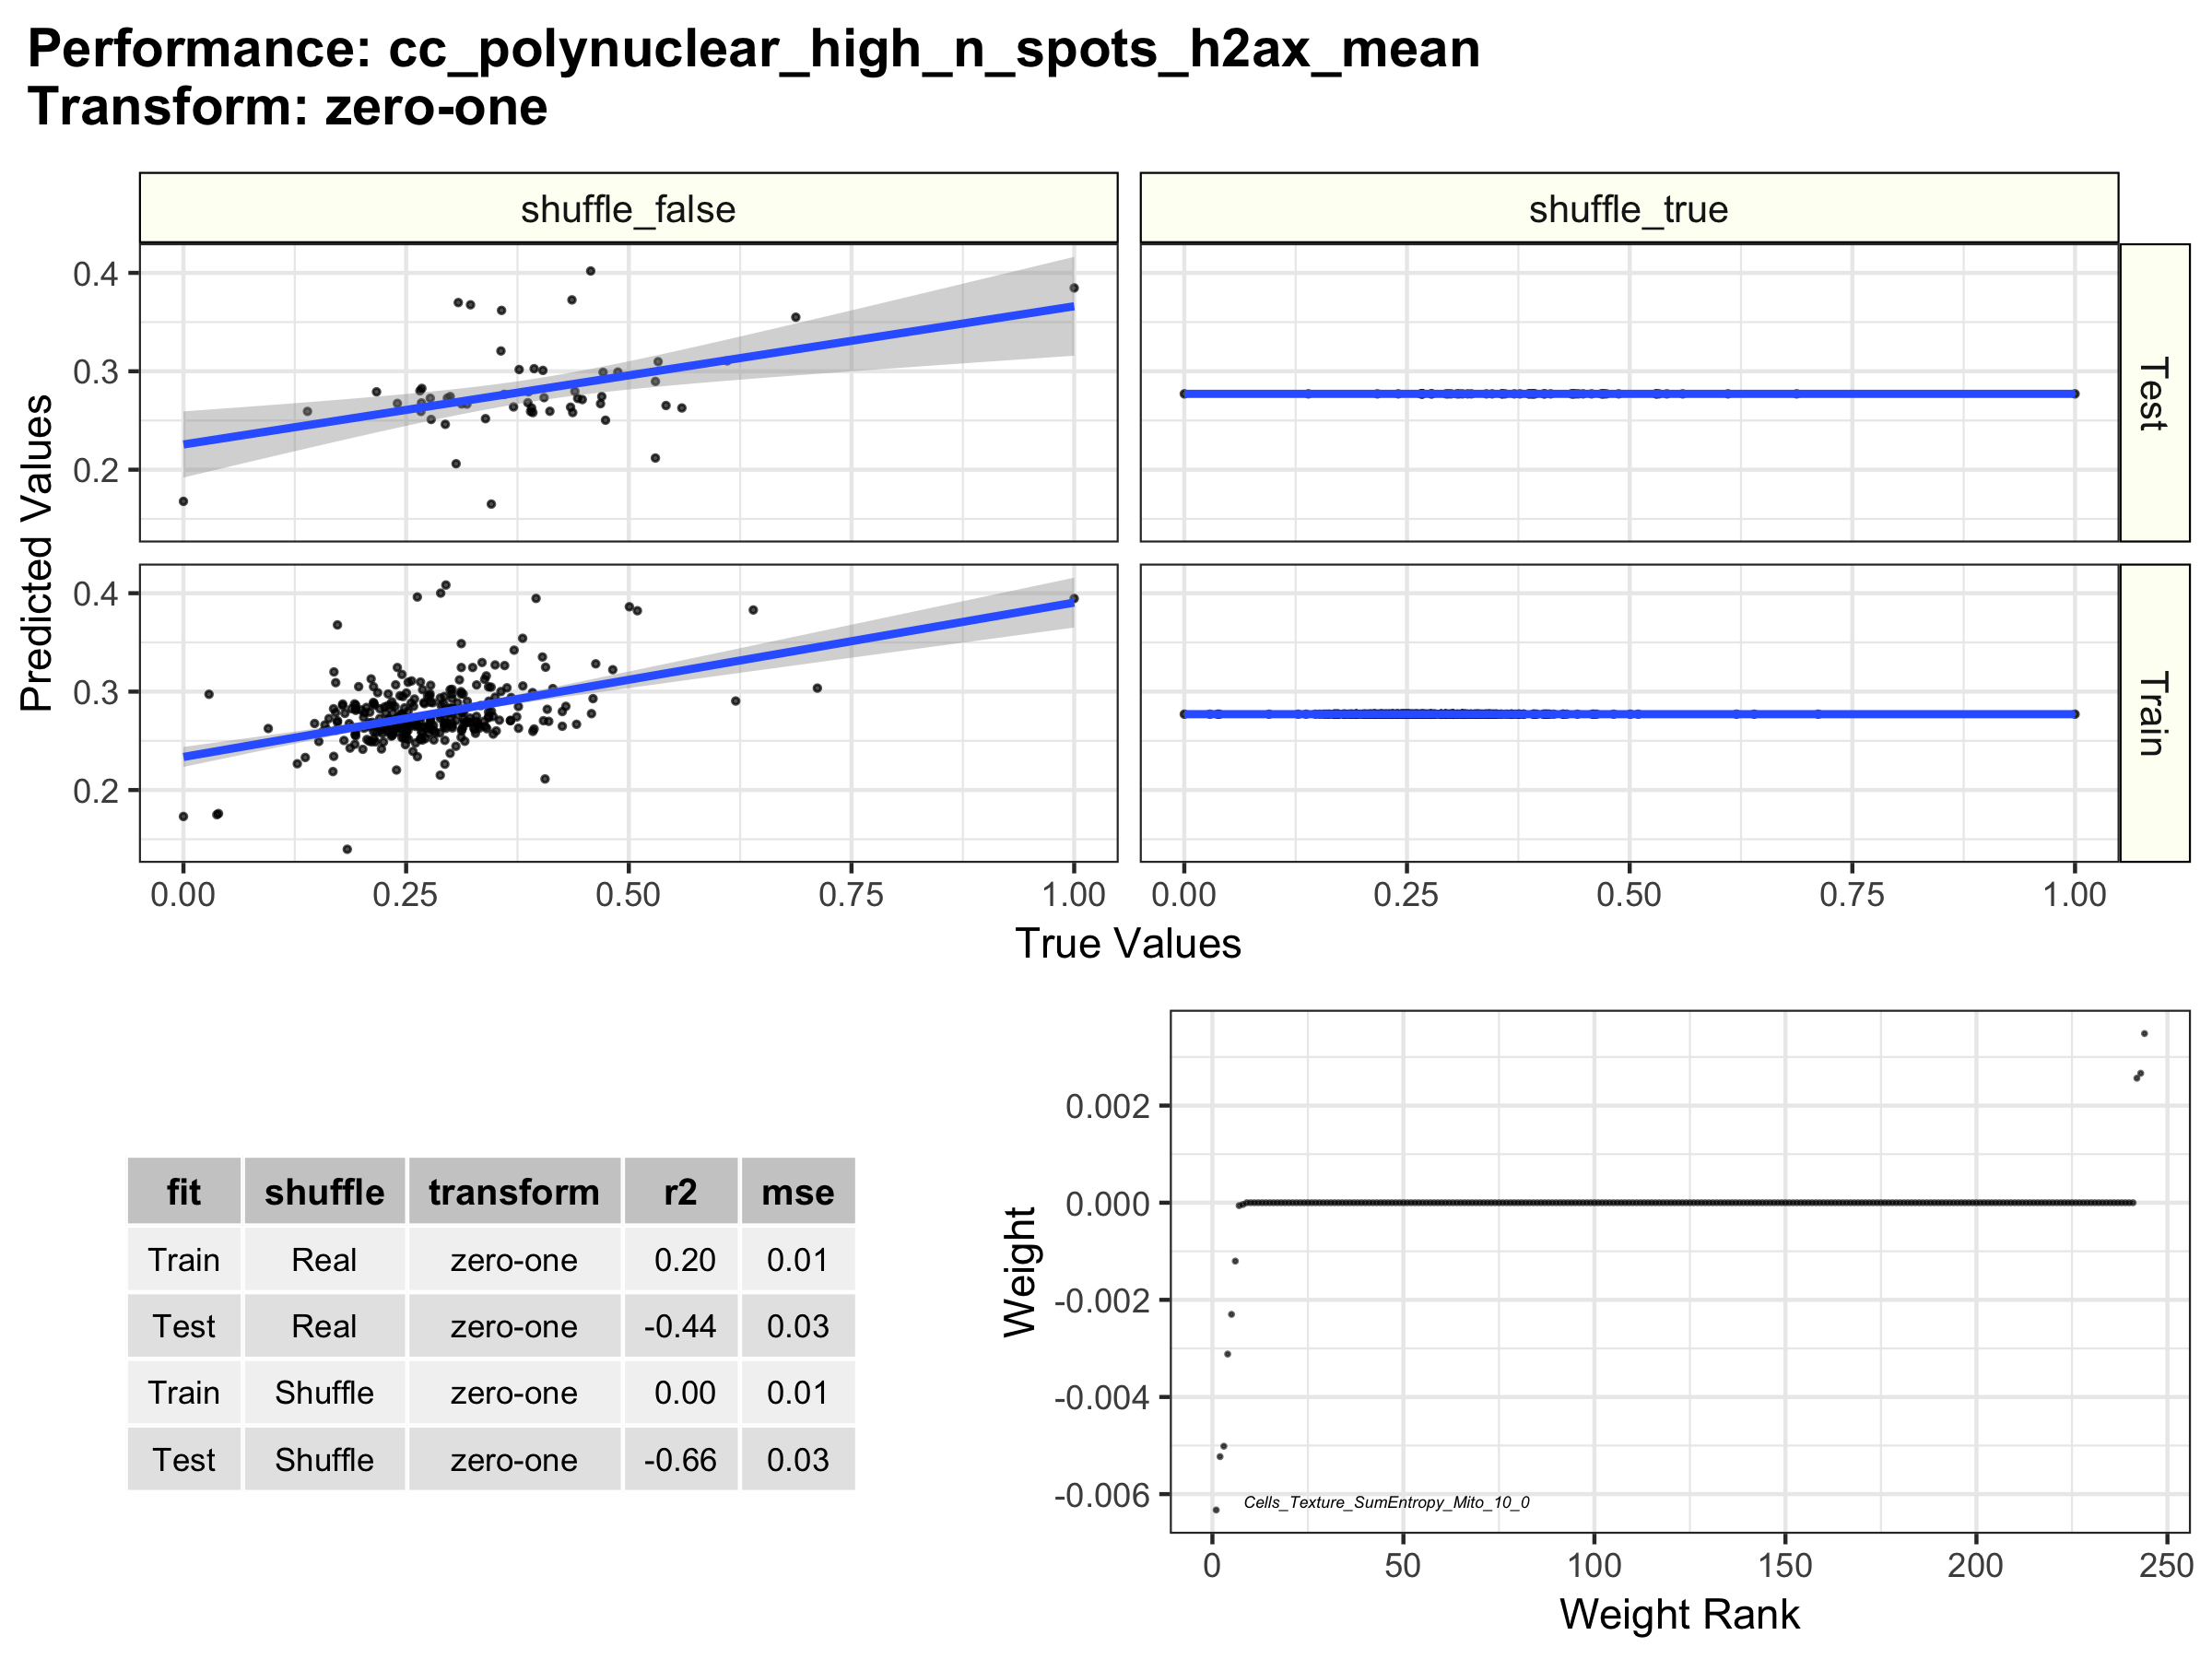 Performance: cc_polynuclear_high_n_spots_h2ax_mean
Transform: zero-one
shuffle_false
shuffle_true
0.4
0.3
0.2
Test
0.4
0.3
0.2
Train
Predicted Values
0.00 0.25 0.50 0.75 1.00 0.00 0.25 0.50 0.75 1.00
True Values
fit shuffle transform r2 mse
Train Real zero-one 0.20 0.01
Test Real zero-one -0.44 0.03
Train Shuffle zero-one 0.00 0.01
Test Shuffle zero-one -0.66 0.03
Weight
0.002
0.000
-0.002
-0.004
-0.006
Cells_Texture_SumEntropy_Mito_10_0
0 50 100 150 200 250
Weight Rank